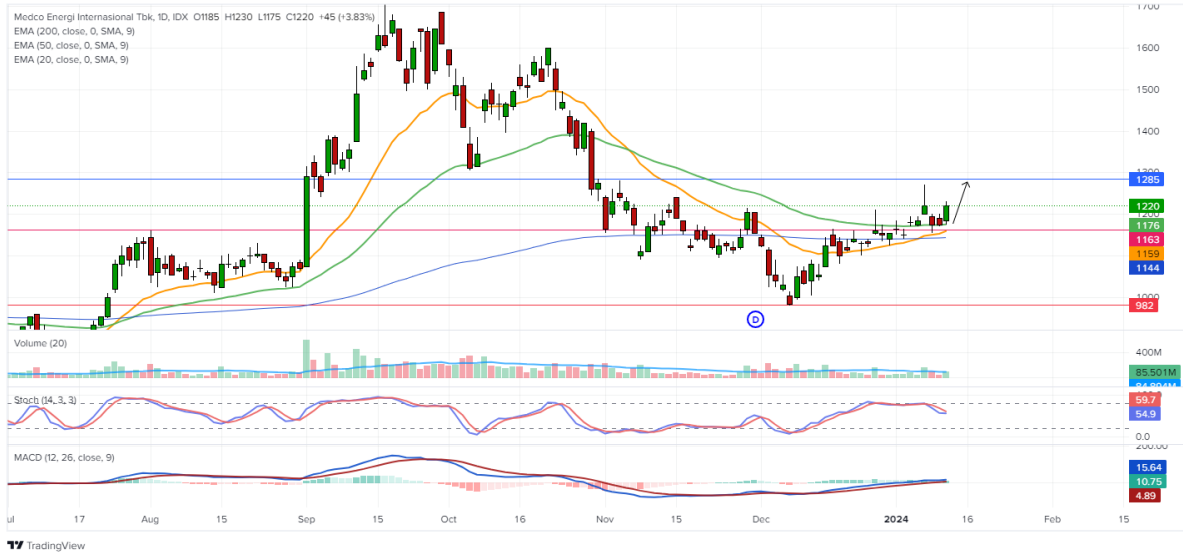 Medco Energi Internasional Tbk, 1D, IDX O1185 H1230 L1175 C1220 +45 (+3.83%)
EMA (200, close, 0, SMA, 9)
EMA (50, close, 0, SMA, 9)
EMA (20, close, 0, SMA, 9)
1700
1600
1500
1400
1285
1220
1200
1176
1163
1159
1144
1000
982
D
Volume (20)
400M
85.501M
Stoch (14, 3, 3)
59.7
54.9
0.0
200.00
MACD (12, 26, close, 9)
15.64
10.75
4.89
17 Aug 15 Sep 15 Oct 16 Nov 15 Dec 2024 16 Feb 15
TradingView